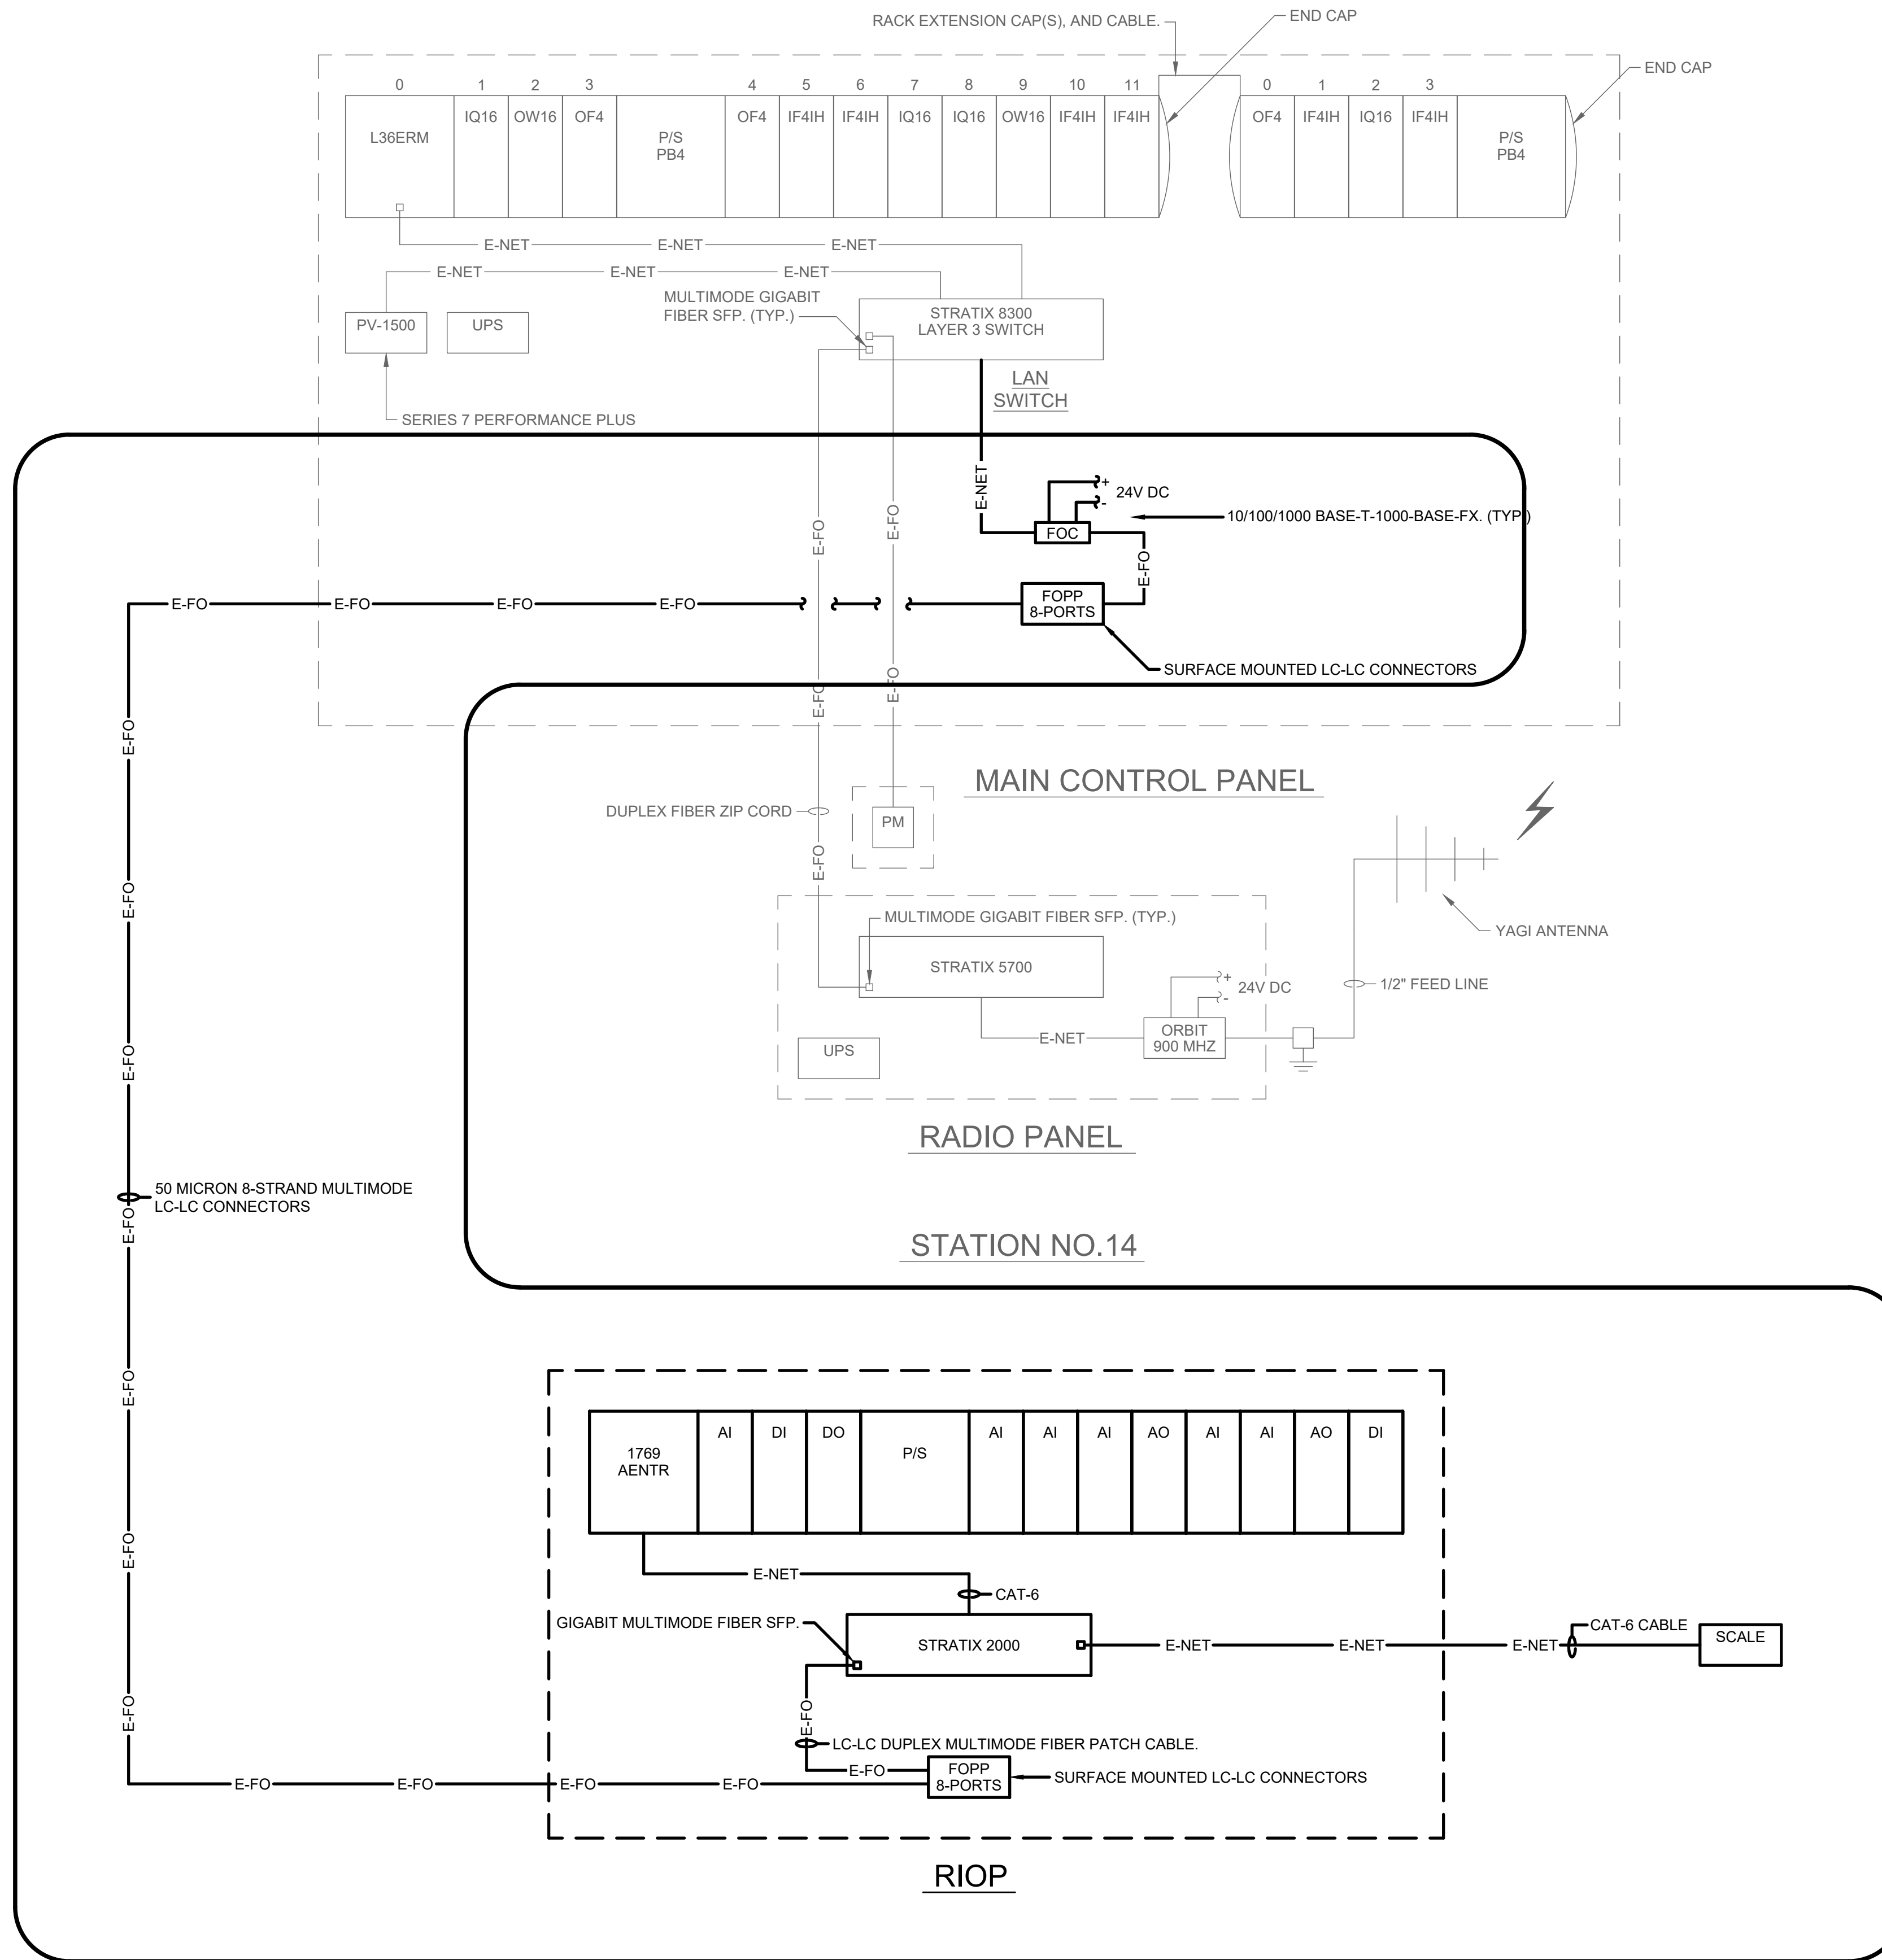 RACK EXTENSION CAP(S), AND CABLE.
END CAP
END CAP
0 1 2 3 4 5 6 7 8 9 10 11 0 1 2 3
L36ERM
IQ16
OW16
OF4
P/S
PB4
OF4
IF4IH
IF4IH
IQ16
IQ16
OW16
IF4IH
IF4IH
OF4
IF4IH
IQ16
IF4IH
P/S
PB4
E-NET E-NET E-NET
E-NET E-NET E-NET
MULTIMODE GIGABIT
FIBER SFP. (TYP.)
PV-1500
UPS
STRATIX 8300
LAYER 3 SWITCH
LAN
SWITCH
SERIES 7 PERFORMANCE PLUS
E-NET
+
-
24V DC
10/100/1000 BASE-T-1000-BASE-FX. (TYP.)
FOC
E-FO
E-FO
E-FO
E-FO E-FO E-FO E-FO
FOPP
8-PORTS
SURFACE MOUNTED LC-LC CONNECTORS
E-FO
E-FO
E-FO
MAIN CONTROL PANEL
DUPLEX FIBER ZIP CORD
PM
E-FO
E-FO
MULTIMODE GIGABIT FIBER SFP. (TYP.)
YAGI ANTENNA
STRATIX 5700
+
-
24V DC
1/2" FEED LINE
E-NET
ORBIT
900 MHZ
UPS
E-FO
RADIO PANEL
50 MICRON 8-STRAND MULTIMODE
LC-LC CONNECTORS
E-FO
STATION NO.14
E-FO
1769
AENTR
AI
DI
DO
P/S
AI
AI
AI
AO
AI
AI
AO
DI
E-FO
E-NET
CAT-6
GIGABIT MULTIMODE FIBER SFP.
STRATIX 2000
E-NET E-NET E-NET
CAT-6 CABLE
SCALE
E-FO
E-FO
LC-LC DUPLEX MULTIMODE FIBER PATCH CABLE.
E-FO
FOPP
8-PORTS
SURFACE MOUNTED LC-LC CONNECTORS
E-FO E-FO E-FO E-FO
RIOP